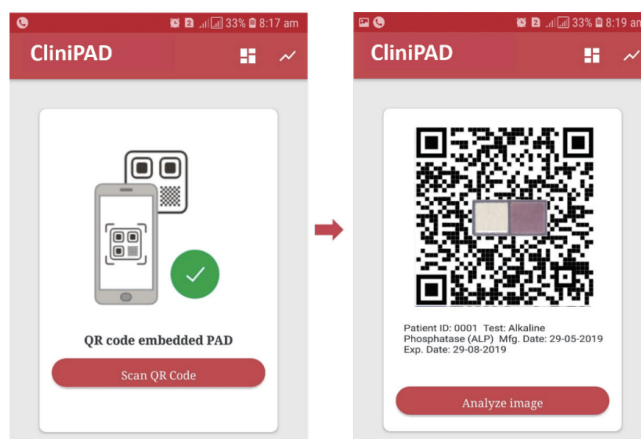 33% 8:17 am
CliniPAD
QR code embedded PAD
Scan QR Code
33% 8:19 am
CliniPAD
Patient ID: 0001 Test: Alkaline
Phosphatase (ALP) Mfg. Date: 29-05-2019
Exp. Date: 29-08-2019
Analyze image